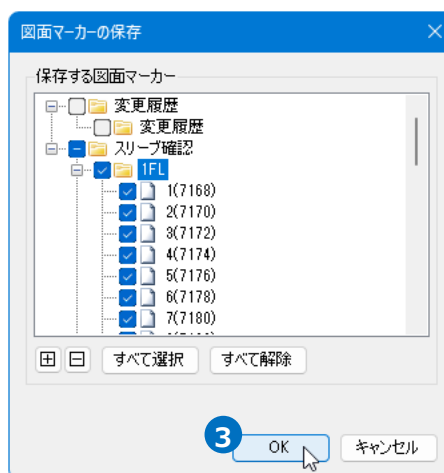 図面マーカーの保存
保存する図面マーカー
変更履歴
変更履歴
スリーブ確認
1FL
1(7168)
2(7170)
3(7172)
4(7174)
5(7176)
6(7178)
7(7180)
すべて選択 すべて解除
3
OK キャンセル